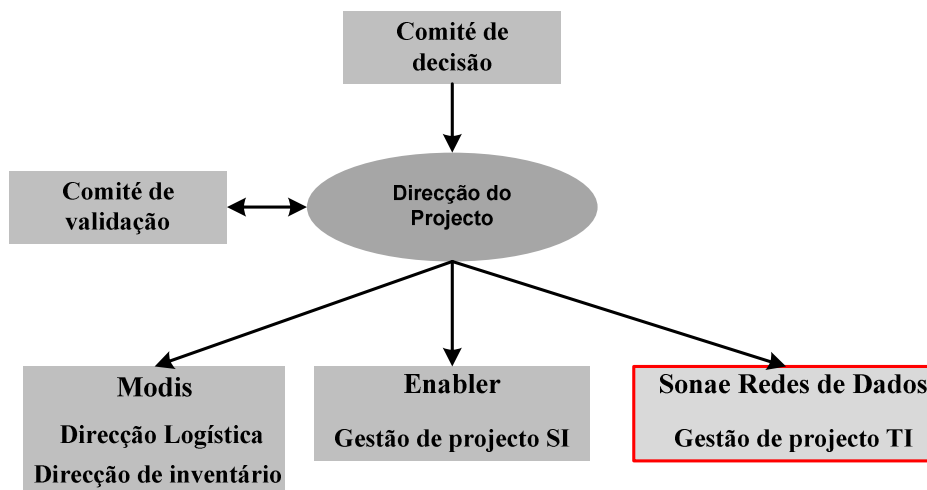 Comité de
decisão
Comité de
validação
Direcção do
Projecto
Modis
Direcção Logística
Direcção de inventário
Enabler
Gestão de projecto SI
Sonae Redes de Dados
Gestão de projecto TI